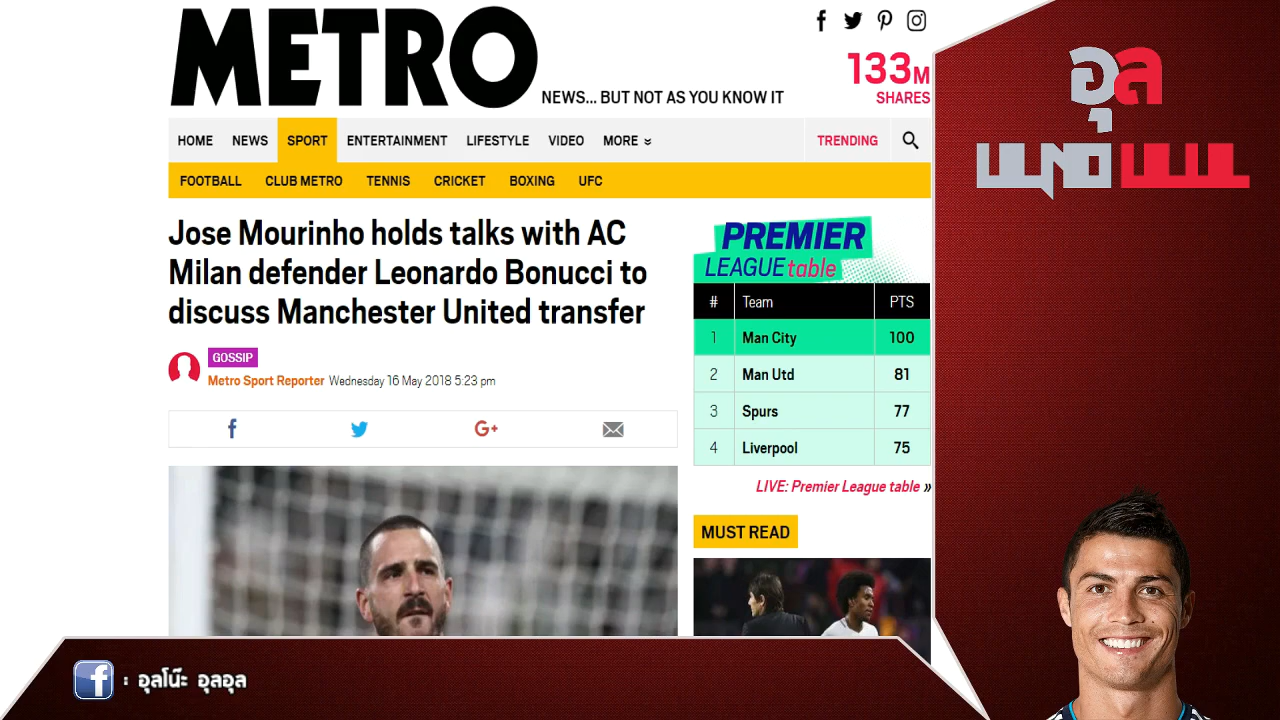 METRO
NEWS... BUT NOT AS YOU KNOW IT
133M
SHARES
HOME NEWS SPORT ENTERTAINMENT LIFESTYLE VIDEO MORE
TRENDING
FOOTBALL CLUB METRO TENNIS CRICKET BOXING UFC
Jose Mourinho holds talks with AC
Milan defender Leonardo Bonucci to
discuss Manchester United transfer
GOSSIP
Metro Sport Reporter Wednesday 16 May 2018 5:23 pm
f G+
PREMIER
LEAGUE table
# Team PTS
1 Man City 100
2 Man Utd 81
3 Spurs 77
4 Liverpool 75
LIVE: Premier League table »
MUST READ
อุล
f : อุลโน๊ะ อุลอุล